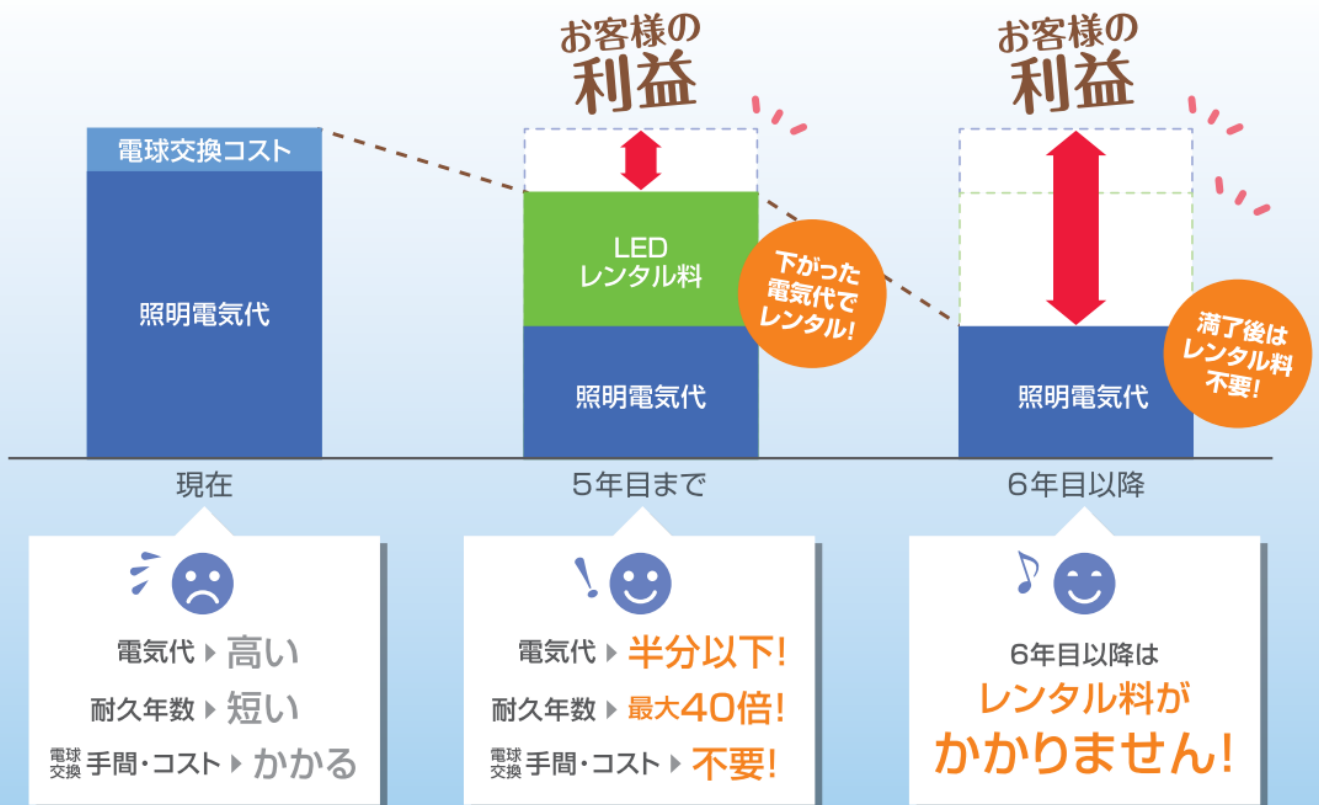 お客様の
利益
お客様の
利益
電球交換コスト
照明電気代
LED
レンタル料
照明電気代
下がった
電気代で
レンタル!
照明電気代
満了後は
レンタル料
不要!
現在
5年目まで
6年目以降
電気代▶高い
耐久年数▶短い
電球交換 手間・コスト▶かかる
!
電気代▶半分以下!
耐久年数▶最大40倍!
電球交換 手間・コスト▶不要!
♪
6年目以降は
レンタル料が
かかりません!